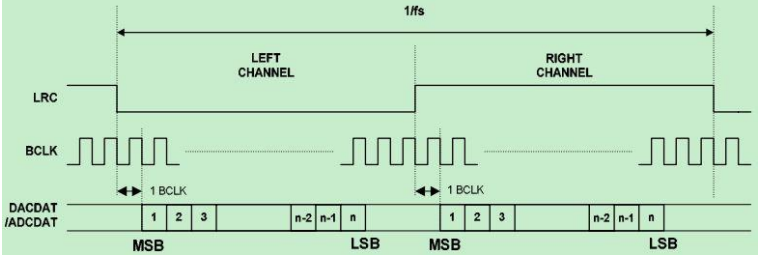 1/fs
LEFT
CHANNEL
RIGHT
CHANNEL
LRC
BCLK
1 BCLK
1 BCLK
DACDAT
/ADCDAT
1 2 3 n-2 n-1 n 1 2 3 n-2 n-1 n
MSB LSB MSB LSB